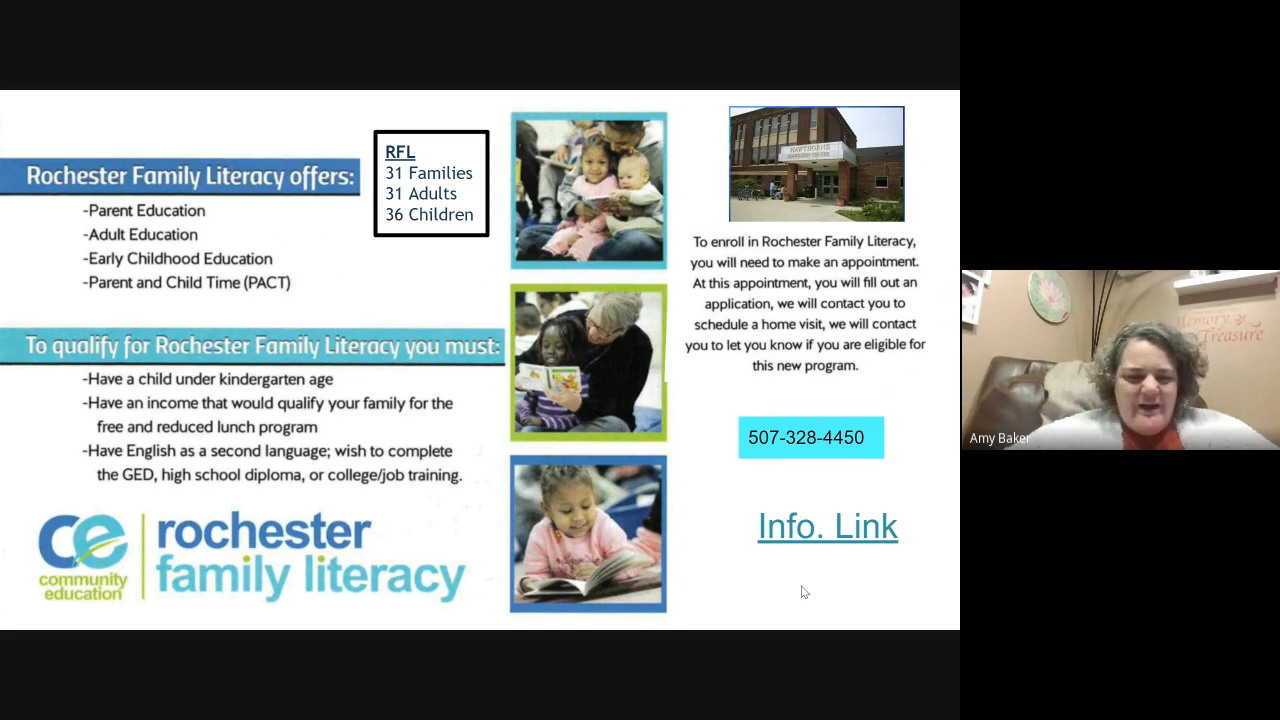 Rochester Family Literacy offers:
-Parent Education
-Adult Education
-Early Childhood Education
-Parent and Child Time (PACT)
RFL
31 Families
31 Adults
36 Children
To qualify for Rochester Family Literacy you must:
-Have a child under kindergarten age
-Have an income that would qualify your family for the
free and reduced lunch program
-Have English as a second language; wish to complete
the GED, high school diploma, or college/job training.
ce
community
education
rochester
family literacy
HAWTHORNE
EDUCATION CENTER
To enroll in Rochester Family Literacy,
you will need to make an appointment.
At this appointment, you will fill out an
application, we will contact you to
schedule a home visit, we will contact
you to let you know if you are eligible for
this new program.
507-328-4450
Info. Link
Memory
Treasure
Amy Baker